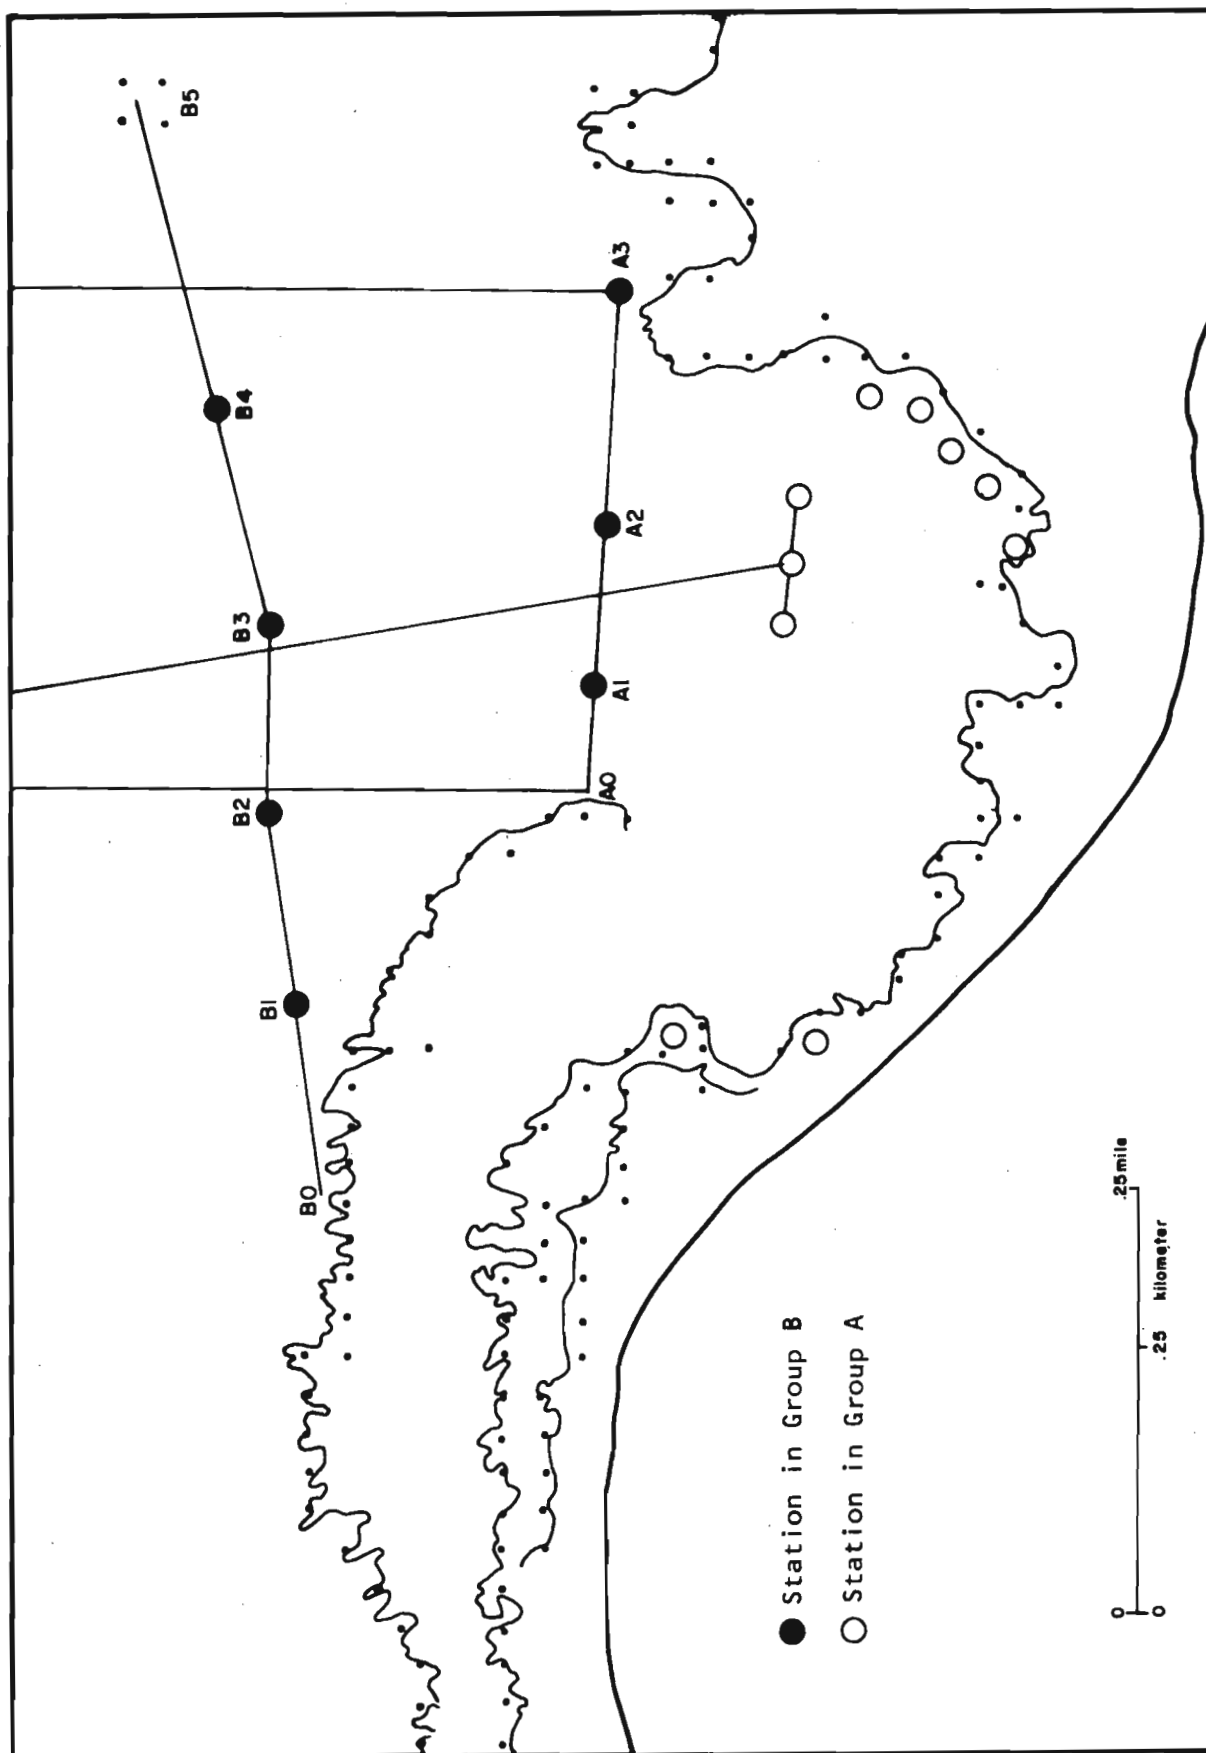 B5
B4
B3
B2
B1
B0
A3
A2
A1
A0
● Station in Group B
○ Station in Group A
0 .25 mile
0 .25 kilometer